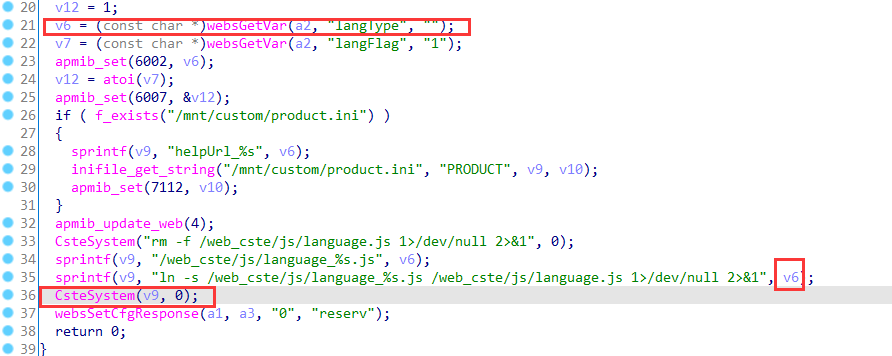 20 v12 = 1;
21 v6 = (const char *)websGetVar(a2, "langType", "");
22 v7 = (const char *)websGetVar(a2, "langFlag", "1");
23 apmib_set(6002, v6);
24 v12 = atoi(v7);
25 apmib_set(6007, &v12);
26 if ( f_exists("/mnt/custom/product.ini") )
27 {
28 sprintf(v9, "helpUrl_%s", v6);
29 inifile_get_string("/mnt/custom/product.ini", "PRODUCT", v9, v10);
30 apmib_set(7112, v10);
31 }
32 apmib_update_web(4);
33 CsteSystem("rm -f /web_cste/js/language.js 1>/dev/null 2>&1", 0);
34 sprintf(v9, "/web_cste/js/language_%s.js", v6);
35 sprintf(v9, "ln -s /web_cste/js/language_%s.js /web_cste/js/language.js 1>/dev/null 2>&1", v6);
36 CsteSystem(v9, 0);
37 websSetCfgResponse(a1, a3, "0", "reserv");
38 return 0;
39 }